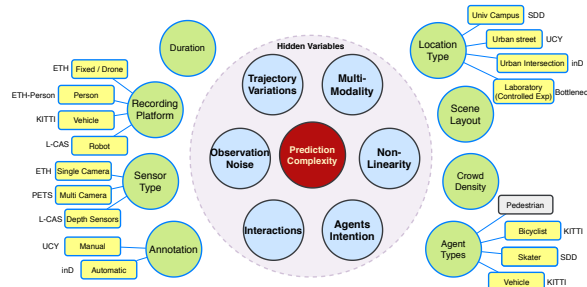 Duration
ETH
Fixed / Drone
ETH-Person
Person
KITTI
Vehicle
L-CAS
Robot
Recording
Platform
ETH
Single Camera
PETS
Multi Camera
L-CAS
Depth Sensors
Sensor
Type
UCY
Manual
inD
Automatic
Annotation
Hidden Variables
Trajectory
Variations
Multi-
Modality
Observation
Noise
Prediction
Complexity
Non-
Linearity
Interactions
Agents
Intention
Location
Type
Univ Campus
SDD
Urban street
UCY
Urban Intersection
inD
Laboratory
(Controlled Exp)
Bottleneck
Scene
Layout
Crowd
Density
Agent
Types
Pedestrian
Bicyclist
KITTI
Skater
SDD
Vehicle
KITTI